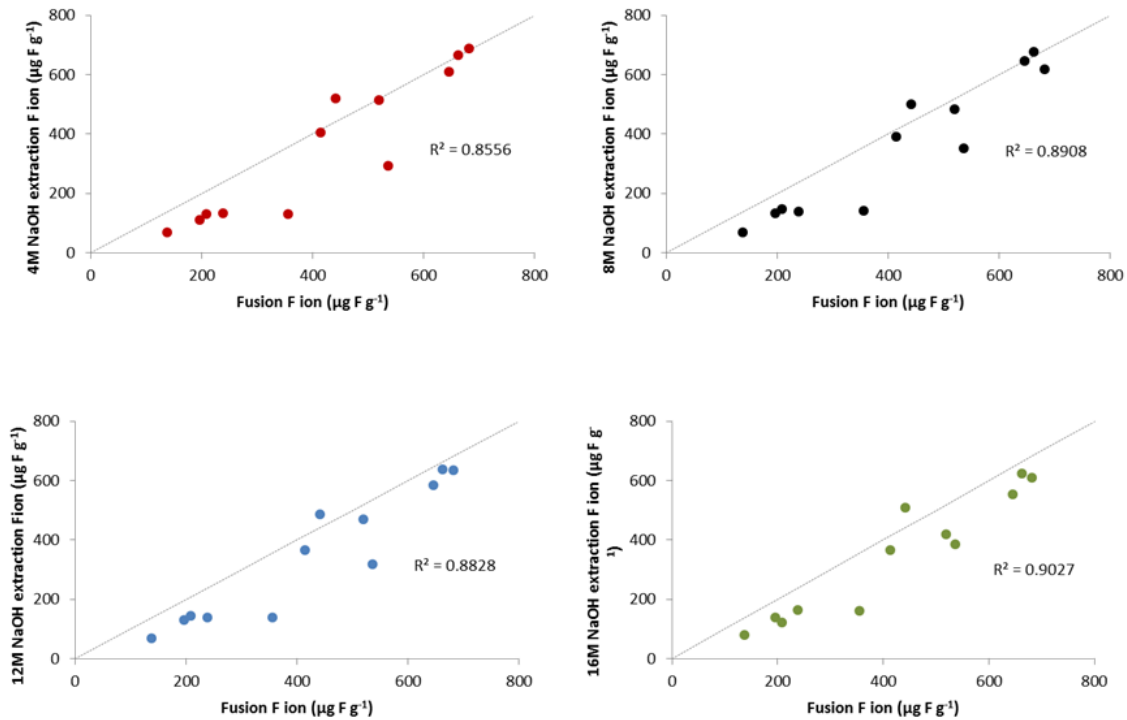 4M NaOH extraction F ion (µg F g⁻¹)
800
600
400
200
0
R² = 0.8556
0 200 400 600 800
Fusion F ion (µg F g⁻¹)
8M NaOH extraction F ion (µg F g⁻¹)
800
600
400
200
0
R² = 0.8908
0 200 400 600 800
Fusion F ion (µg F g⁻¹)
12M NaOH extraction Fion (µg F g⁻¹)
800
600
400
200
0
R² = 0.8828
0 200 400 600 800
Fusion F ion (µg F g⁻¹)
16M NaOH extraction F ion (µg F g⁻
¹)
800
600
400
200
0
R² = 0.9027
0 200 400 600 800
Fusion F ion (µg F g⁻¹)